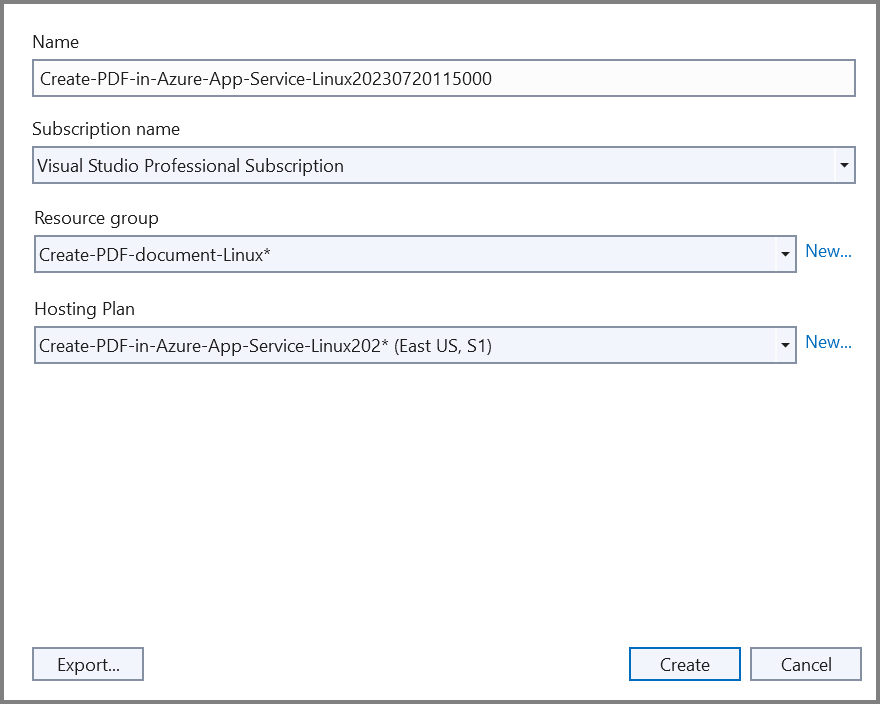 Name
Create-PDF-in-Azure-App-Service-Linux20230720115000
Subscription name
Visual Studio Professional Subscription
Resource group
Create-PDF-document-Linux*
New...
Hosting Plan
Create-PDF-in-Azure-App-Service-Linux202* (East US, S1)
New...
Export...
Create
Cancel